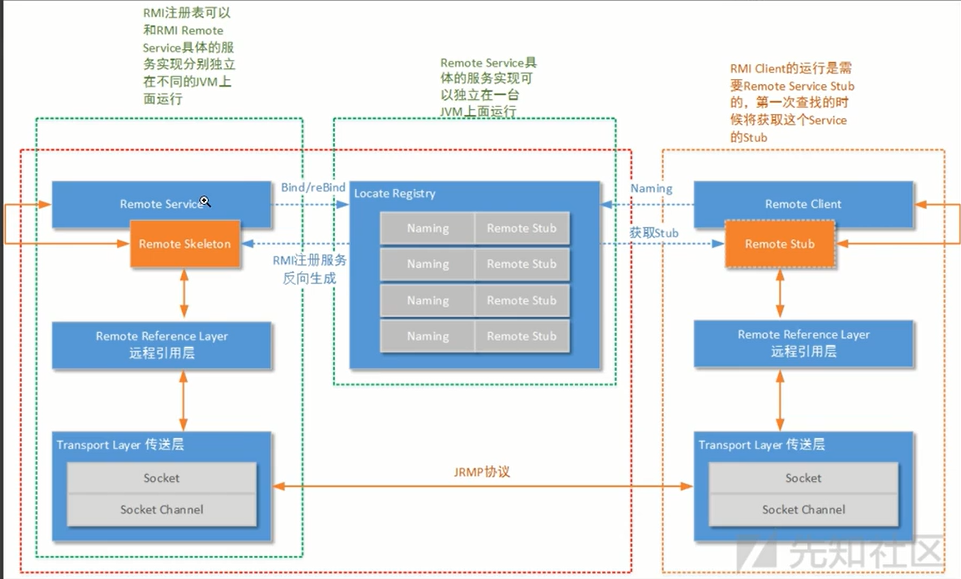 RMI注册表可以
和RMI Remote
Service具体的服
务实现分别独立
在不同的JVM上
面运行
Remote Service具
体的服务实现可
以独立在一台
JVM上面运行
RMI Client的运行是需
要Remote Service Stub
的，第一次查找的时
候将获取这个Service
的Stub
Remote Service
Remote Skeleton
Bind/reBind
RMI注册服务
反向生成
Locate Registry
Naming
Remote Stub
Naming
Remote Stub
Naming
Remote Stub
Naming
Remote Stub
Naming
获取Stub
Remote Client
Remote Stub
Remote Reference Layer
远程引用层
Remote Reference Layer
远程引用层
Transport Layer 传送层
Socket
Socket Channel
JRMP协议
Transport Layer 传送层
Socket
Socket Channel
先知社区